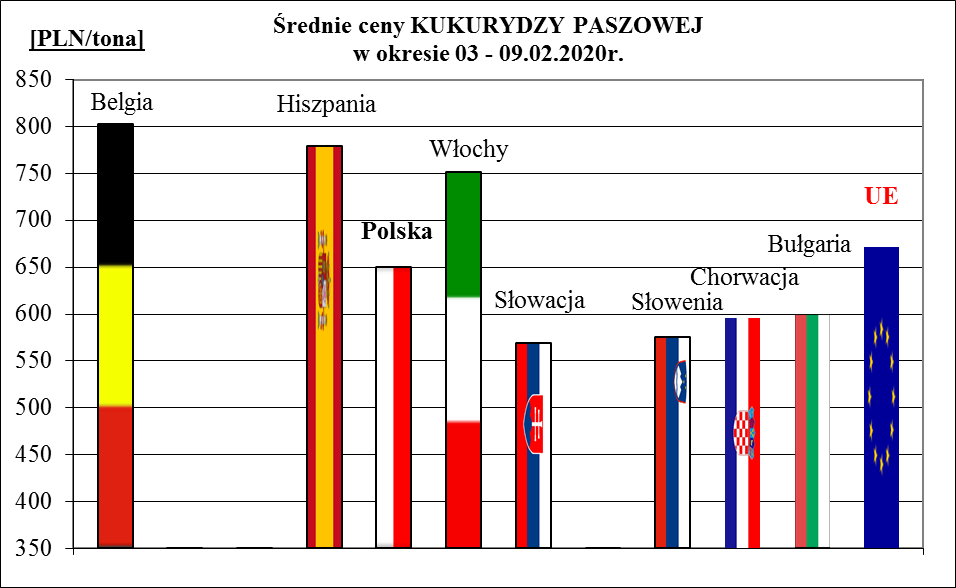 Średnie ceny KUKURYDZY PASZOWEJ
w okresie 03 - 09.02.2020r.
[PLN/tona]
850
800
750
700
650
600
550
500
450
400
350
Belgia
Hiszpania
Polska
Włochy
Słowacja
Słowenia
Chorwacja
Bułgaria
UE